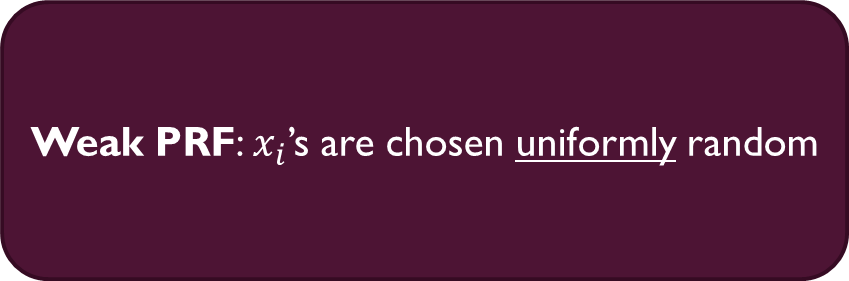 Weak PRF: 𝑥ᵢ’s are chosen uniformly random